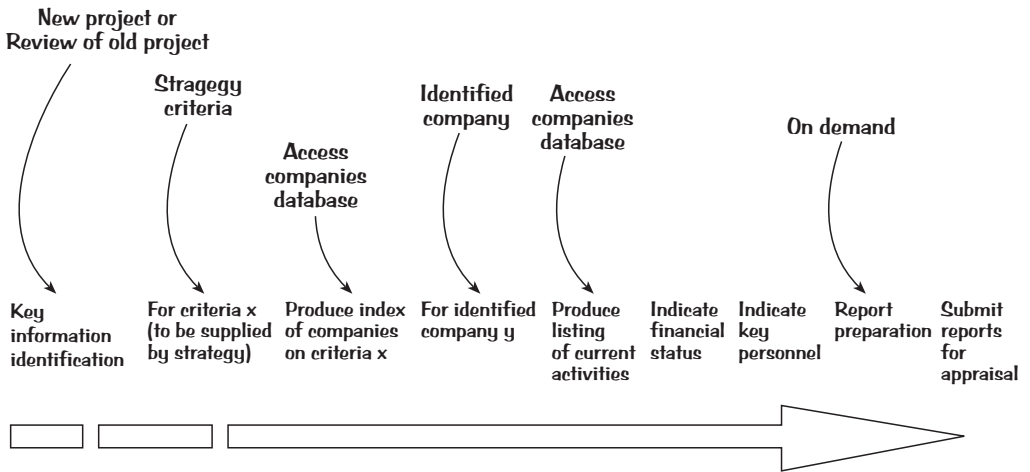 New project or
Review of old project
Stragegy
criteria
Access
companies
database
Identified
company
Access
companies
database
On demand
Key
information
identification
For criteria x
(to be supplied
by strategy)
Produce index
of companies
on criteria x
For identified
company y
Produce
listing
of current
activities
Indicate
financial
status
Indicate
key
personnel
Report
preparation
Submit
reports
for
appraisal